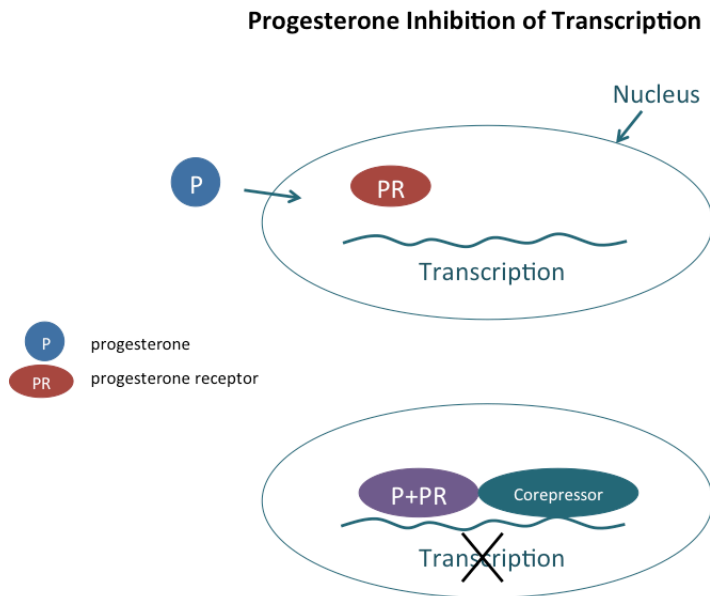 Progesterone Inhibition of Transcription
Nucleus
P
PR
Transcription
P
progesterone
PR
progesterone receptor
P+PR
Corepressor
Transcription